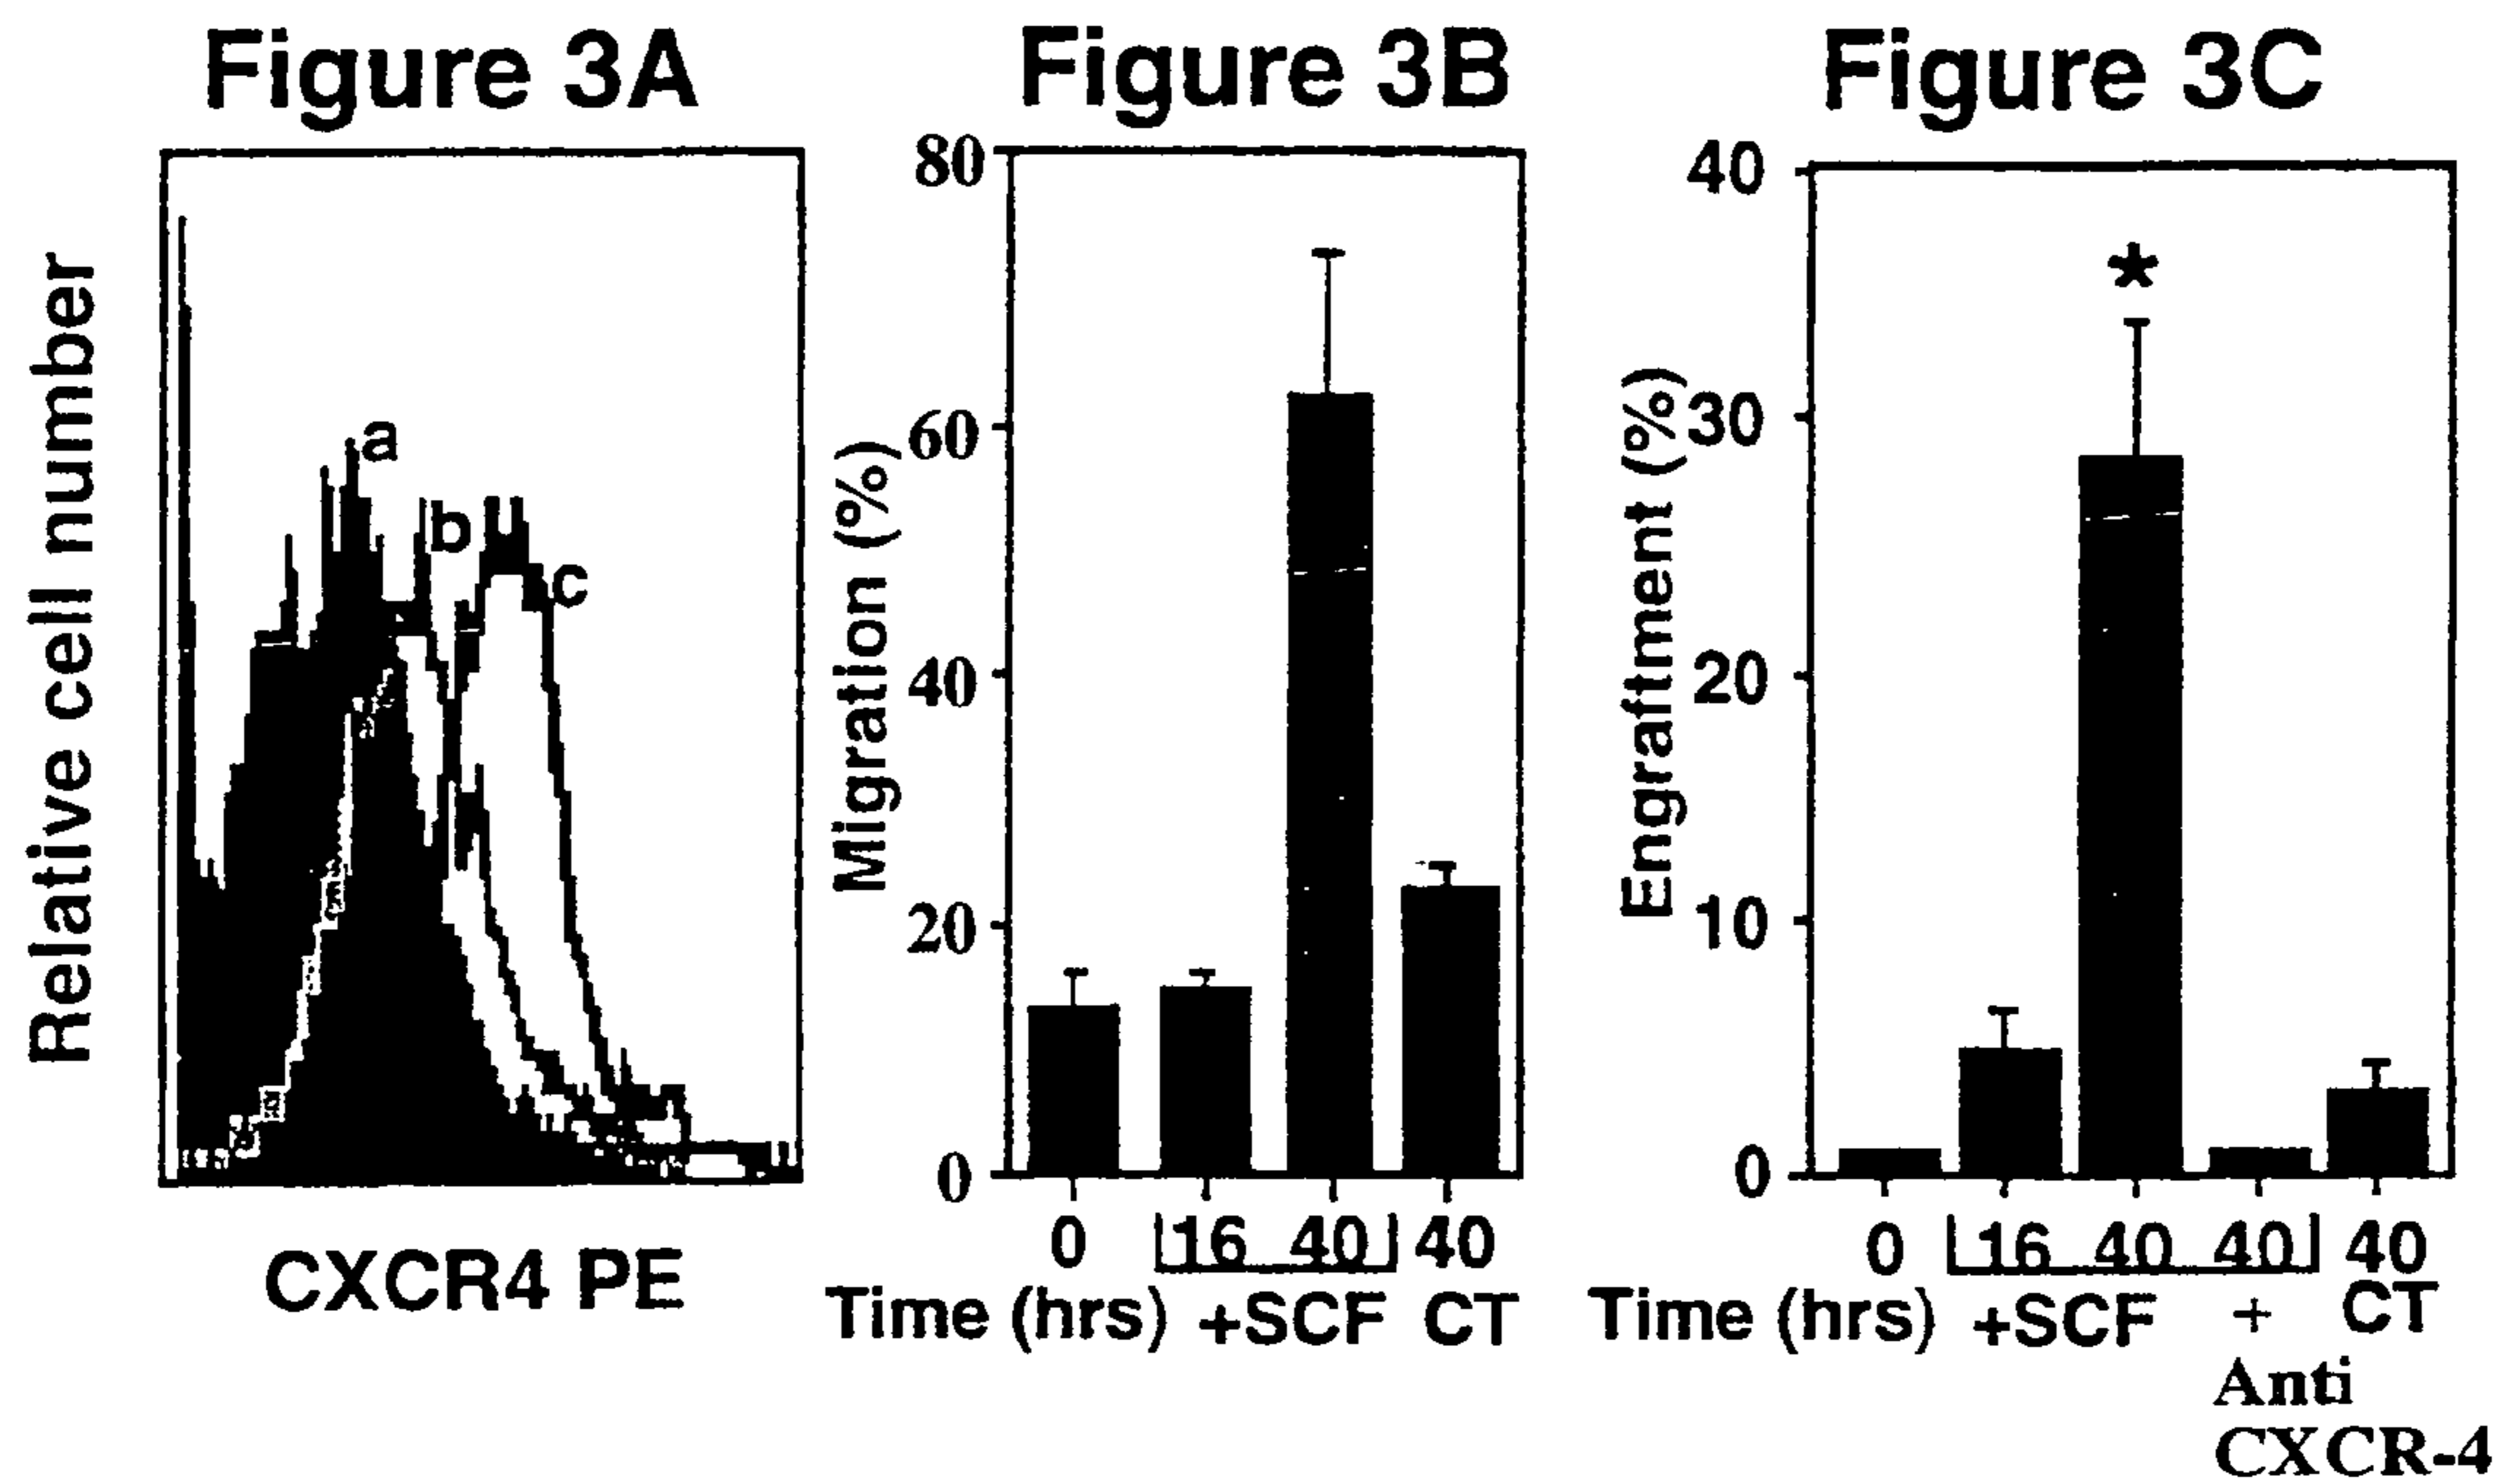 Figure 3A
Relative cell number
a
b
c
CXCR4 PE
Figure 3B
Migration (%)
80
60
40
20
0
0 16 40 40
Time (hrs) +SCF CT
Figure 3C
Engraftment (%)
40
30
20
10
0
*
0 16 40 40 40
Time (hrs) +SCF + CT
Anti
CXCR-4